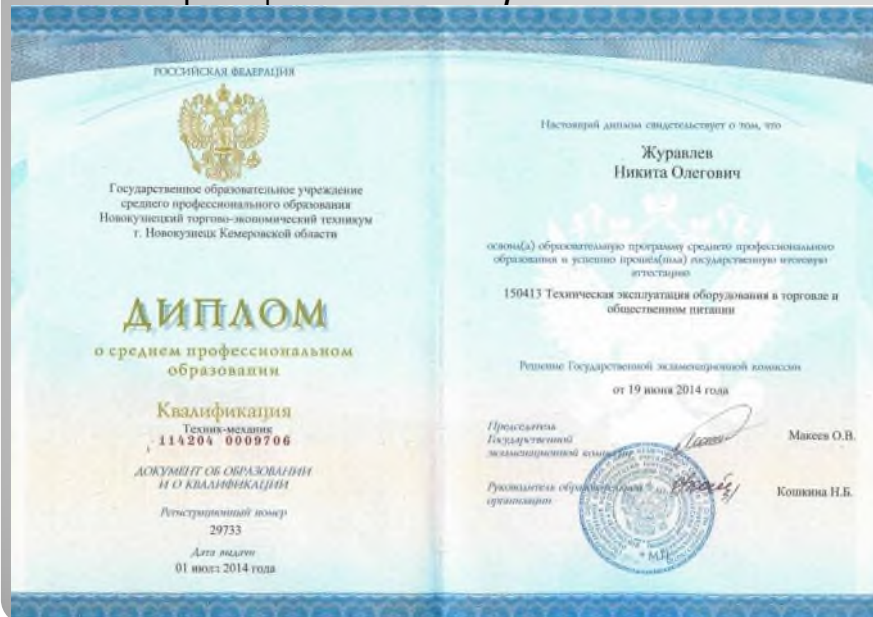 РОССИЙСКАЯ ФЕДЕРАЦИЯ
Государственное образовательное учреждение
среднего профессионального образования
Новокузнецкий торгово-экономический техникум
г. Новокузнецк Кемеровской области
ДИПЛОМ
о среднем профессиональном
образовании
Квалификация
Техник-механик
114204 0009706
ДОКУМЕНТ ОБ ОБРАЗОВАНИИ
И О КВАЛИФИКАЦИИ
Регистрационный номер
29733
Дата выдачи
01 июля 2014 года
Настоящий диплом свидетельствует о том, что
Журавлев
Никита Олегович
освоил(а) образовательную программу среднего профессионального
образования и успешно прошел(шла) государственную итоговую
аттестацию
150413 Техническая эксплуатация оборудования в торговле и
общественном питании
Решение Государственной экзаменационной комиссии
от 19 июня 2014 года
Председатель
Государственной
экзаменационной комиссии
Макеев О.В.
Руководитель образовательной
организации
Кошкина Н.Б.
М.П.